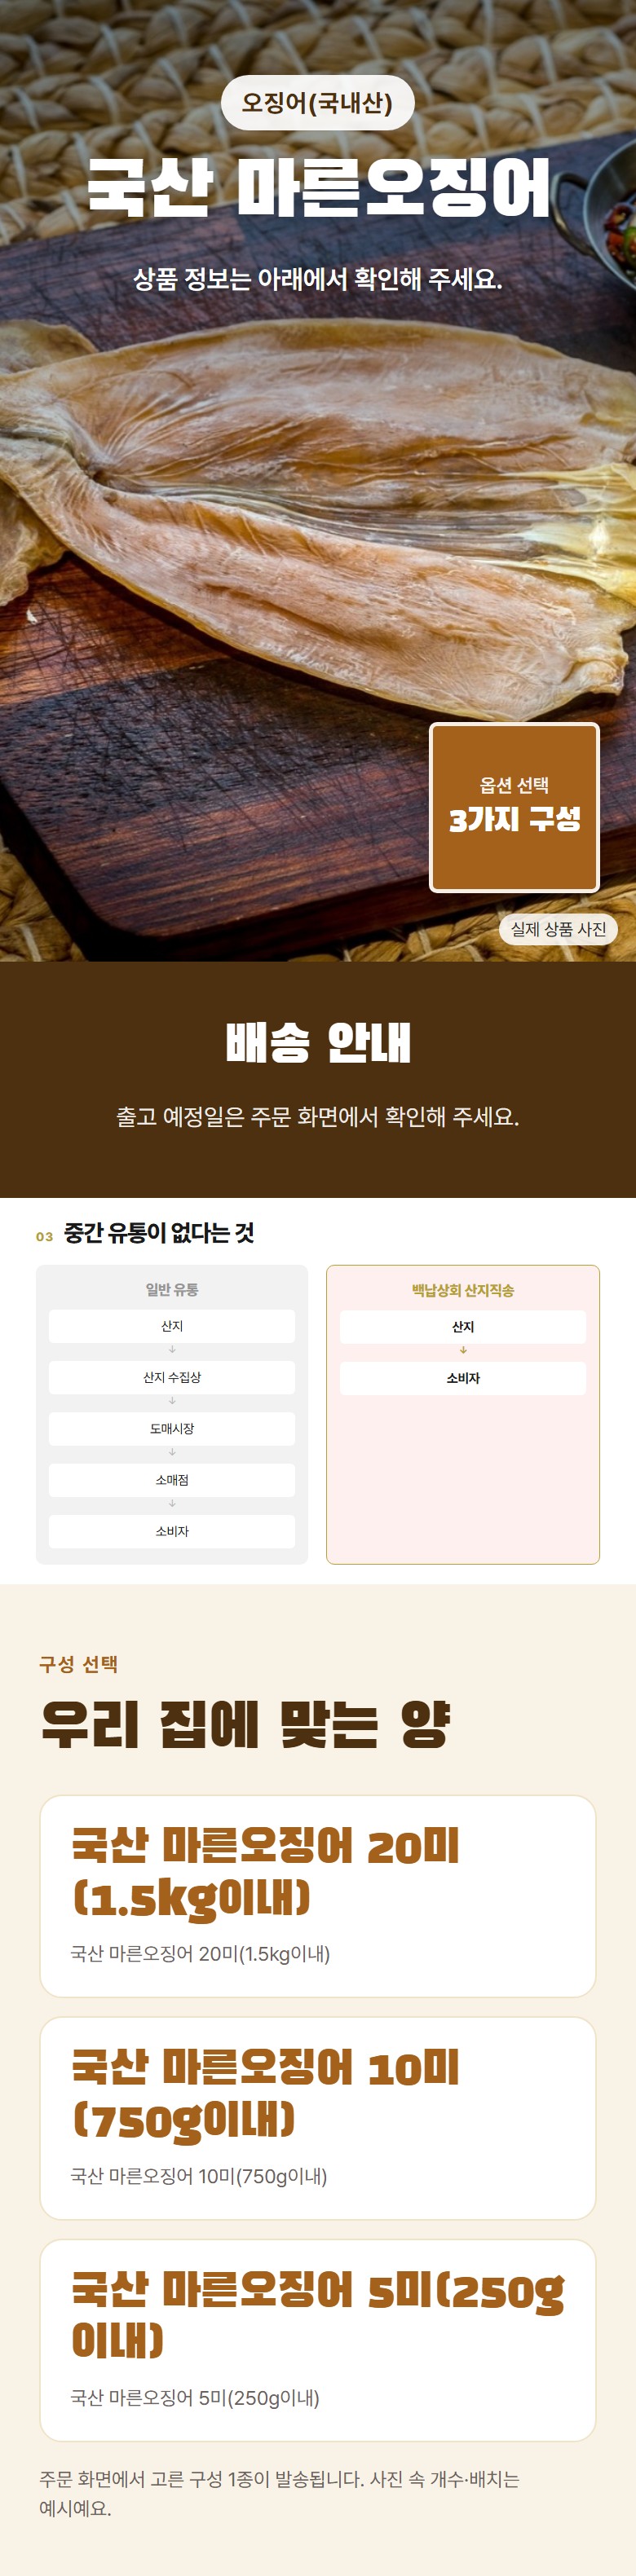 오징어(국내산)
국산 마른오징어
상품 정보는 아래에서 확인해 주세요.
옵션 선택
3가지 구성
실제 상품 사진
배송 안내
출고 예정일은 주문 화면에서 확인해 주세요.
03 중간 유통이 없다는 것
일반 유통
산지
↓
산지 수집상
↓
도매시장
↓
소매점
↓
소비자
백납상회 산지직송
산지
↓
소비자
구성 선택
우리 집에 맞는 양
국산 마른오징어 20미
(1.5kg이내)
국산 마른오징어 20미(1.5kg이내)
국산 마른오징어 10미
(750g이내)
국산 마른오징어 10미(750g이내)
국산 마른오징어 5미(250g
이내)
국산 마른오징어 5미(250g이내)
주문 화면에서 고른 구성 1종이 발송됩니다. 사진 속 개수·배치는
예시예요.